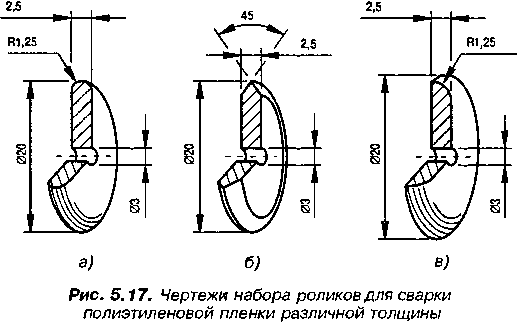 2,5
R1,25
Ø20
Ø3
а)
45
2,5
Ø20
Ø3
б)
2,5
R1,25
Ø20
Ø3
в)
Рис. 5.17. Чертежи набора роликов для сварки
полиэтиленовой пленки различной толщины